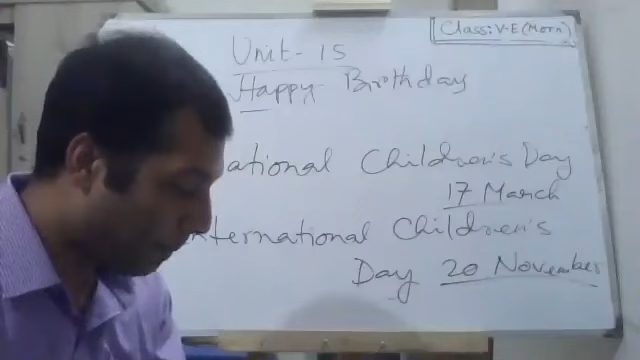 Class: V-E (Morn)
Unit - 15
Happy Birthday
ational Children's Day
17 March
nternational Children's
Day 20 November